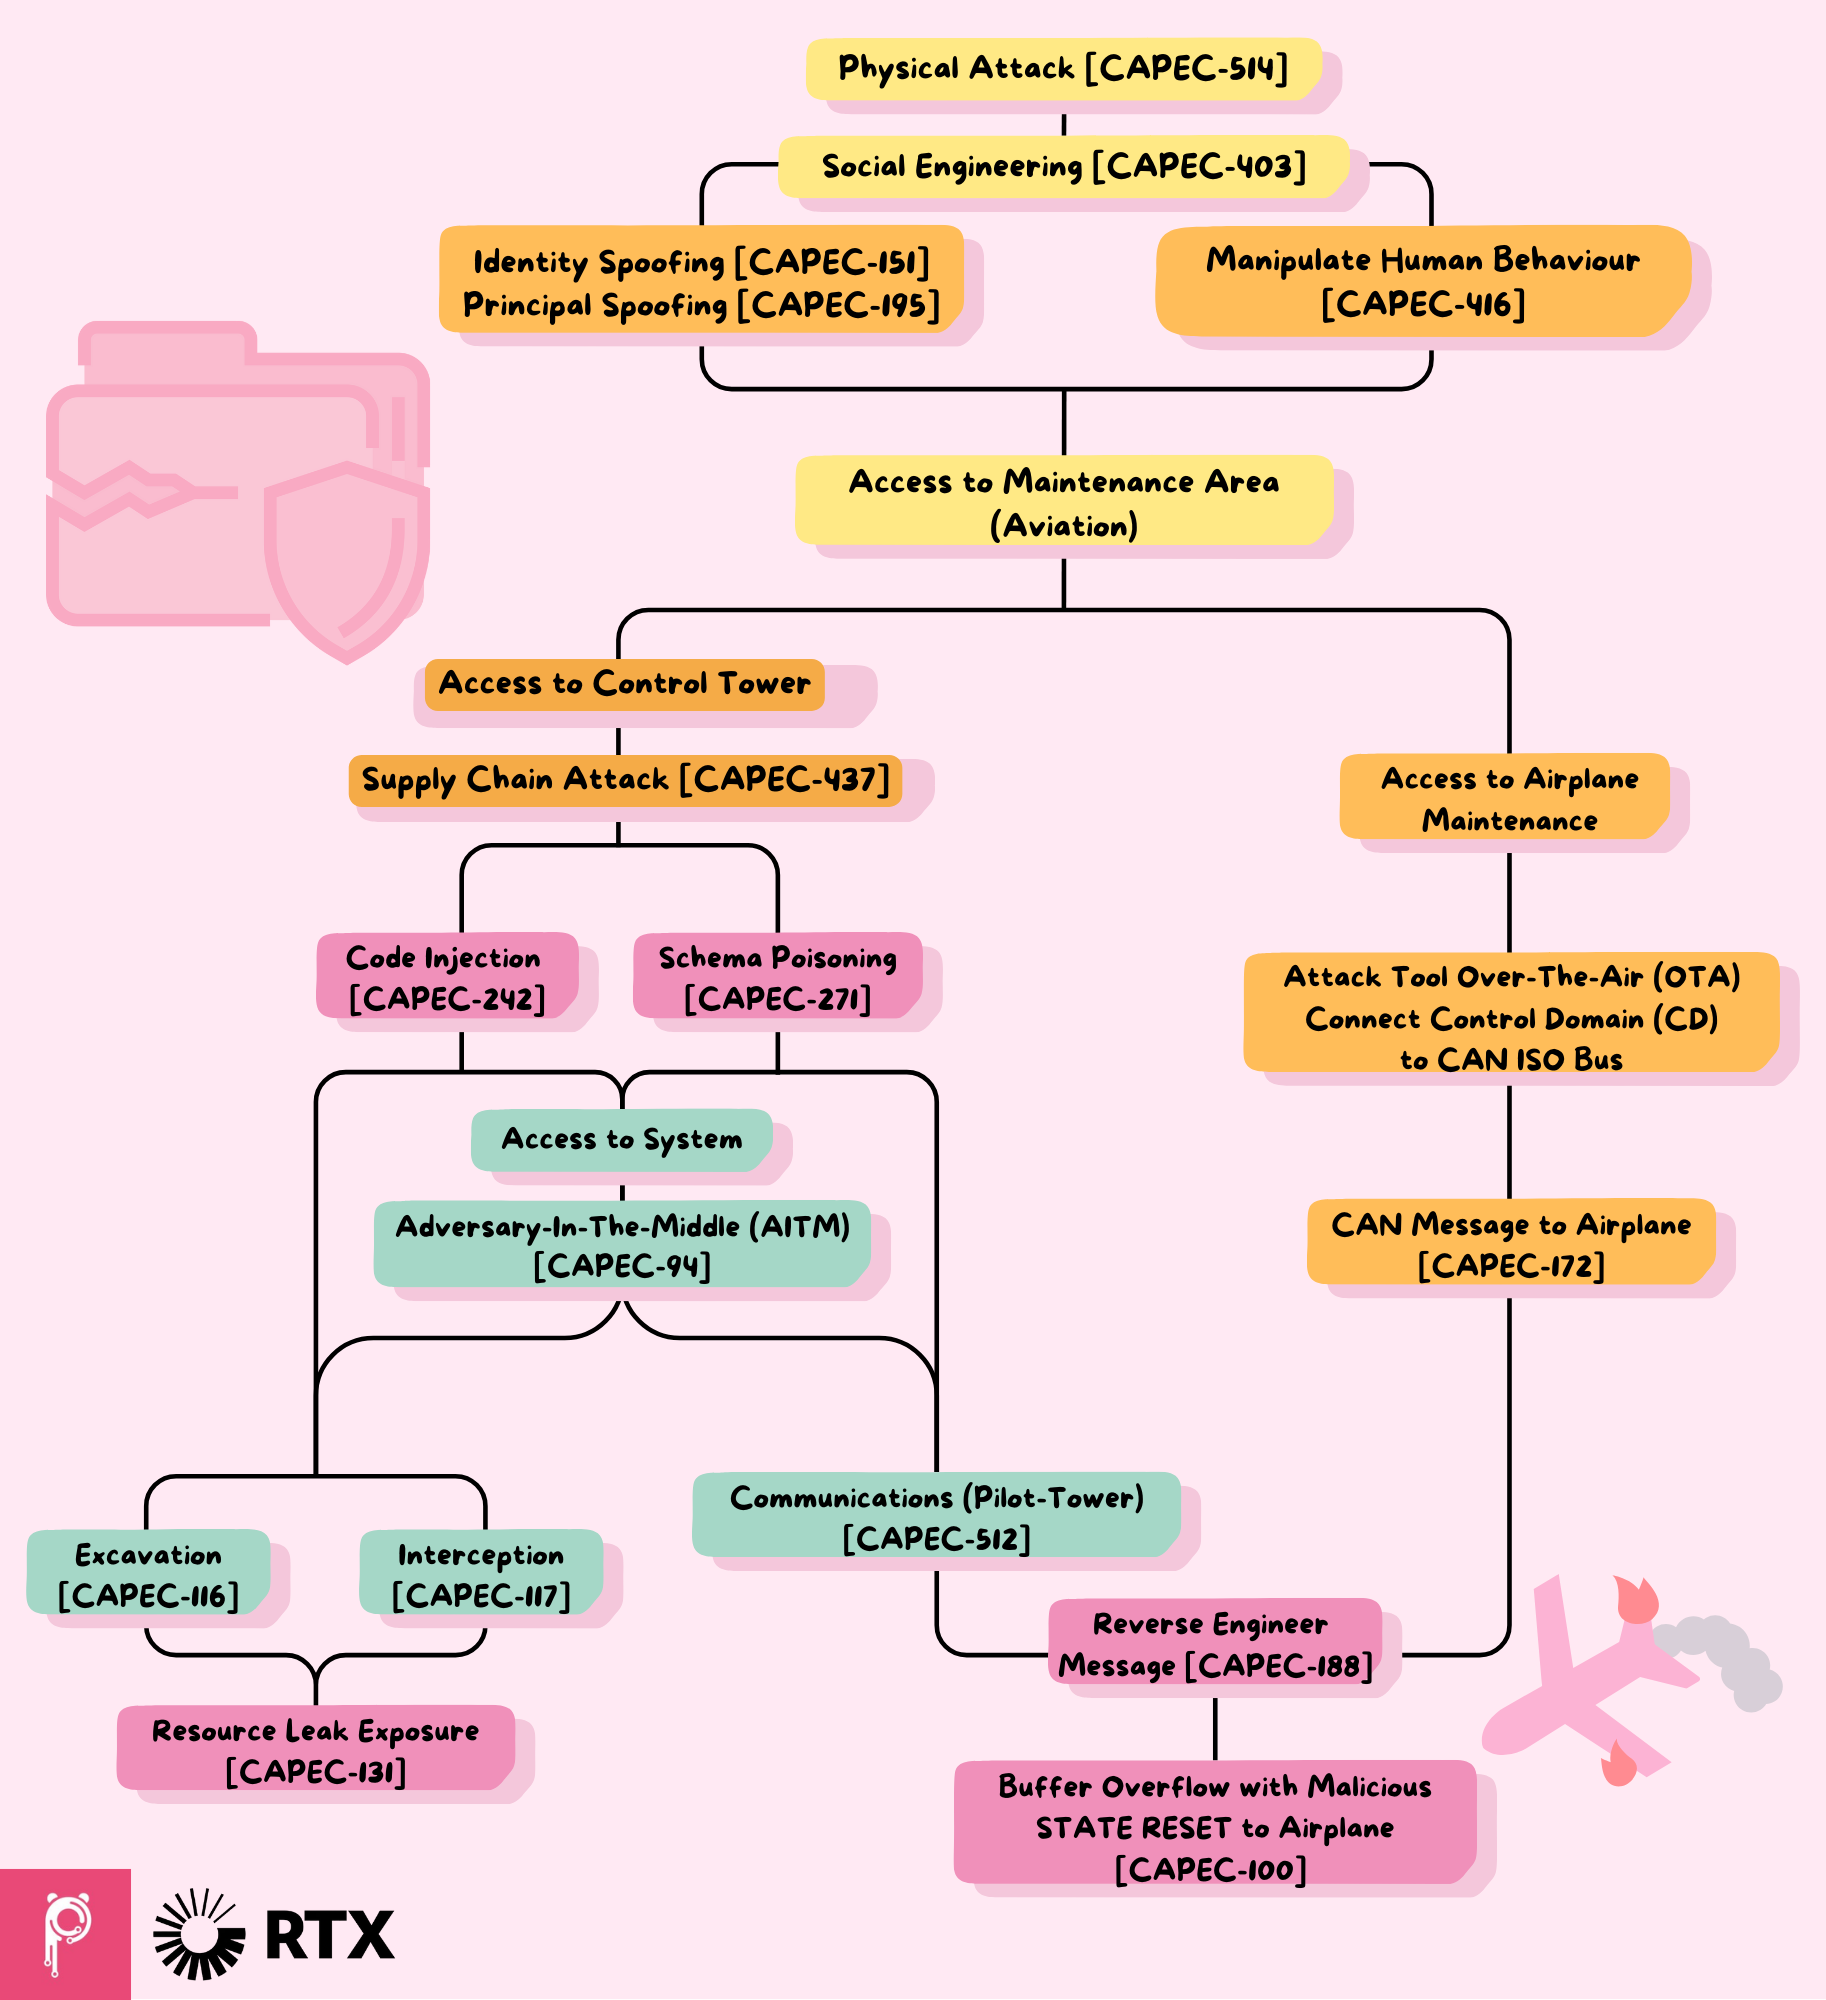 Physical Attack [CAPEC-514]
Social Engineering [CAPEC-403]
Identity Spoofing [CAPEC-151]
Principal Spoofing [CAPEC-195]
Manipulate Human Behaviour
[CAPEC-416]
Access to Maintenance Area
(Aviation)
Access to Control Tower
Supply Chain Attack [CAPEC-437]
Access to Airplane
Maintenance
Code Injection
[CAPEC-242]
Schema Poisoning
[CAPEC-271]
Attack Tool Over-The-Air (OTA)
Connect Control Domain (CD)
to CAN ISO Bus
Access to System
Adversary-In-The-Middle (AITM)
[CAPEC-94]
CAN Message to Airplane
[CAPEC-172]
Communications (Pilot-Tower)
[CAPEC-512]
Excavation
[CAPEC-116]
Interception
[CAPEC-117]
Reverse Engineer
Message [CAPEC-188]
Resource Leak Exposure
[CAPEC-131]
Buffer Overflow with Malicious
STATE RESET to Airplane
[CAPEC-100]
RTX